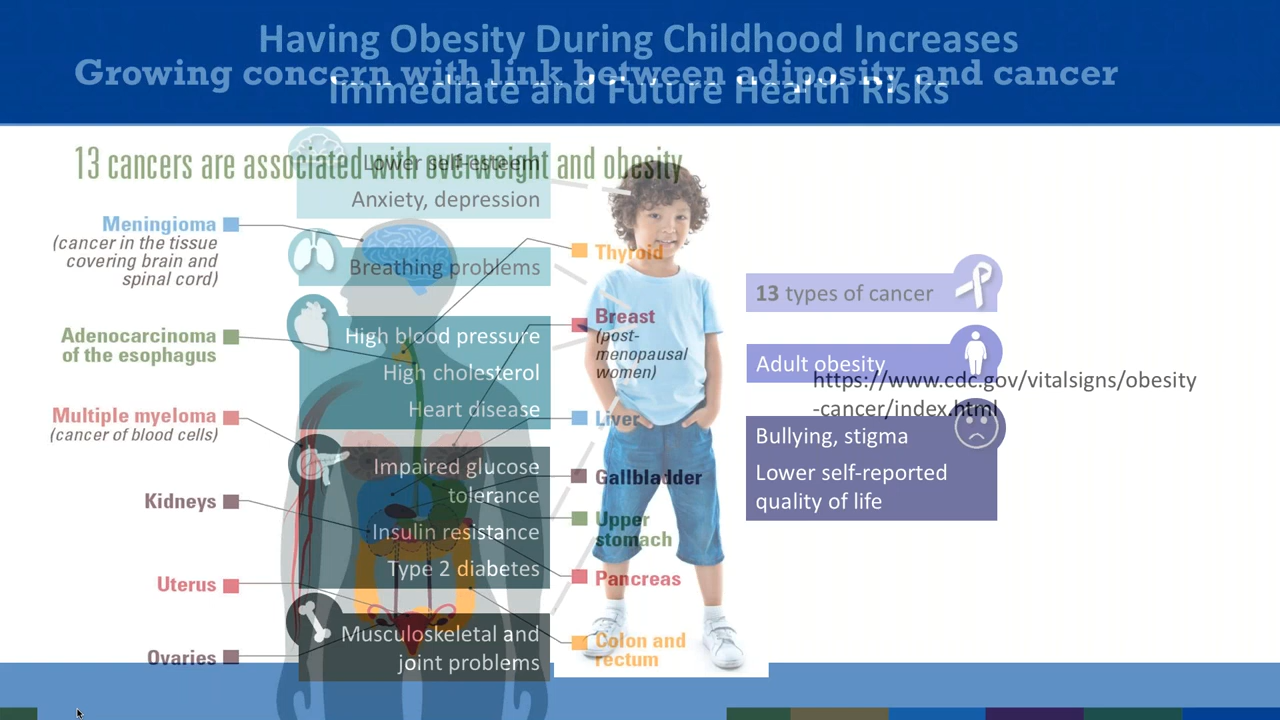 Having Obesity During Childhood Increases
Immediate and Future Health Risks
Growing concern with link between adiposity and cancer
13 cancers are associated with overweight and obesity
Meningioma
(cancer in the tissue
covering brain and
spinal cord)
Adenocarcinoma
of the esophagus
Multiple myeloma
(cancer of blood cells)
Kidneys
Uterus
Ovaries
Lower self-esteem
Anxiety, depression
Breathing problems
High blood pressure
High cholesterol
Heart disease
Impaired glucose
tolerance
Insulin resistance
Type 2 diabetes
Musculoskeletal and
joint problems
Thyroid
Breast
(post-
menopausal
women)
Liver
Gallbladder
Upper
stomach
Pancreas
Colon and
rectum
13 types of cancer
Adult obesity
https://www.cdc.gov/vitalsigns/obesity
-cancer/index.html
Bullying, stigma
Lower self-reported
quality of life